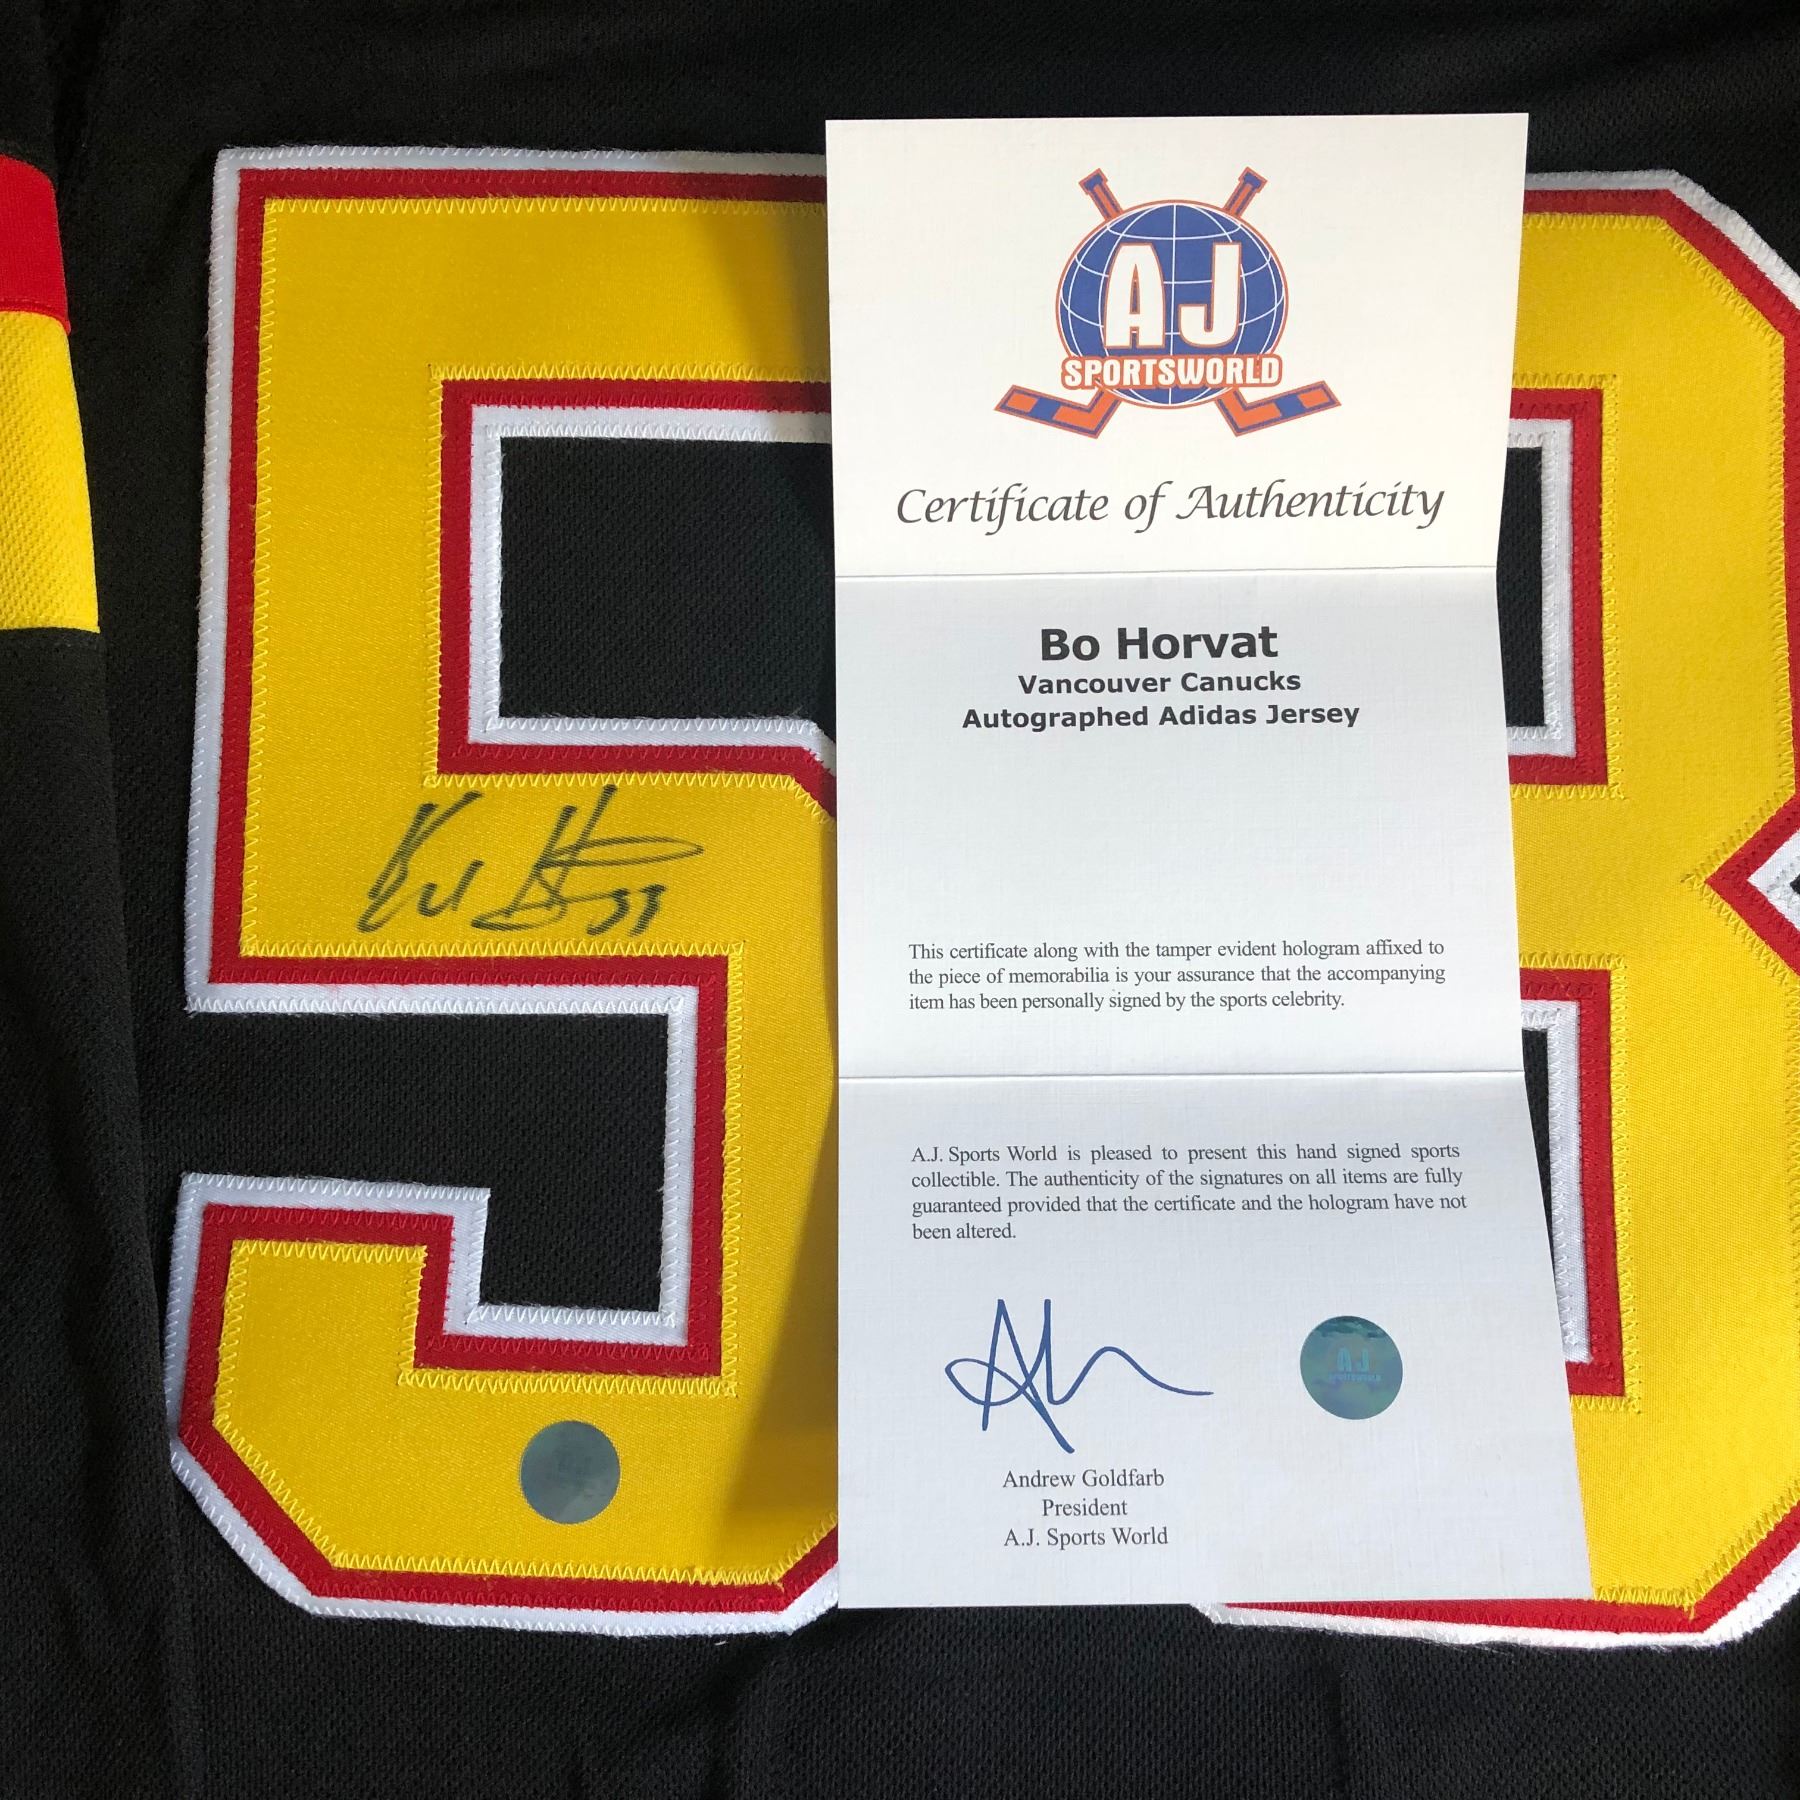 AJ
SPORTSWORLD
Certificate of Authenticity
Bo Horvat
Vancouver Canucks
Autographed Adidas Jersey
This certificate along with the tamper evident hologram affixed to
the piece of memorabilia is your assurance that the accompanying
item has been personally signed by the sports celebrity.
A.J. Sports World is pleased to present this hand signed sports
collectible. The authenticity of the signatures on all items are fully
guaranteed provided that the certificate and the hologram have not
been altered.
AJ
SPORTSWORLD
Andrew Goldfarb
President
A.J. Sports World
53